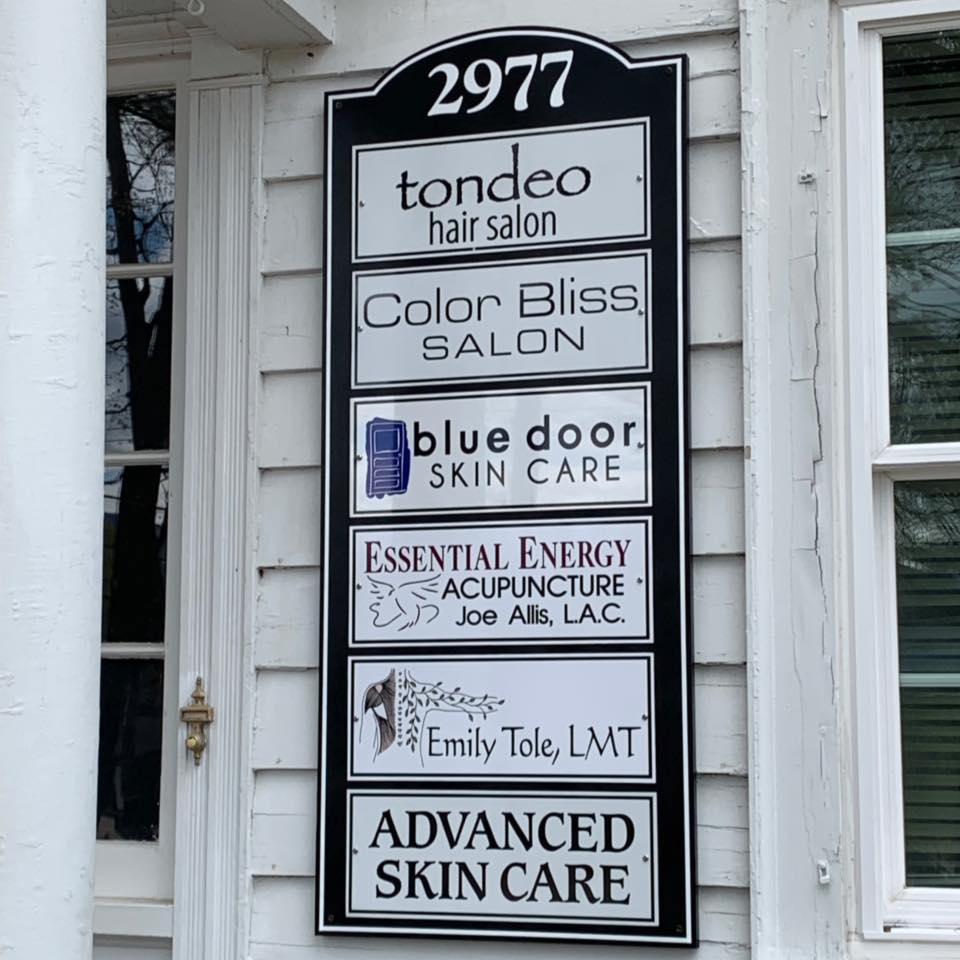 2977
tondeo
hair salon
Color Bliss
SALON
blue door
SKIN CARE
ESSENTIAL ENERGY
ACUPUNCTURE
Joe Allis, L.A.C.
Emily Tole, LMT
ADVANCED
SKIN CARE